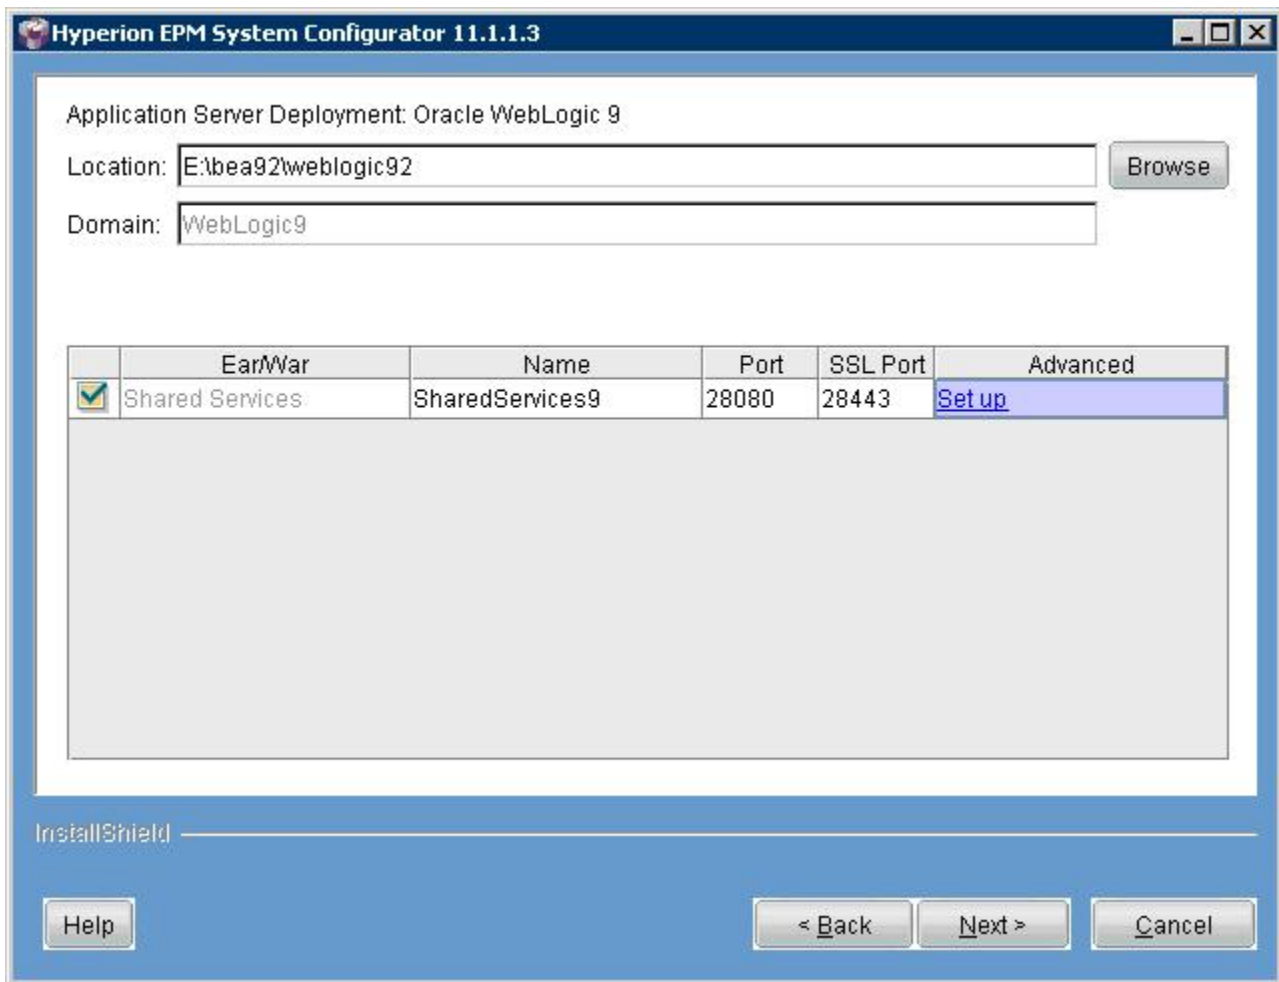 Hyperion EPM System Configurator 11.1.1.3
Application Server Deployment: Oracle WebLogic 9
Location: E:\bea92\weblogic92 Browse
Domain: WebLogic9
Ear/War Name Port SSL Port Advanced
Shared Services SharedServices9 28080 28443 Set up
InstallShield
Help < Back Next > Cancel